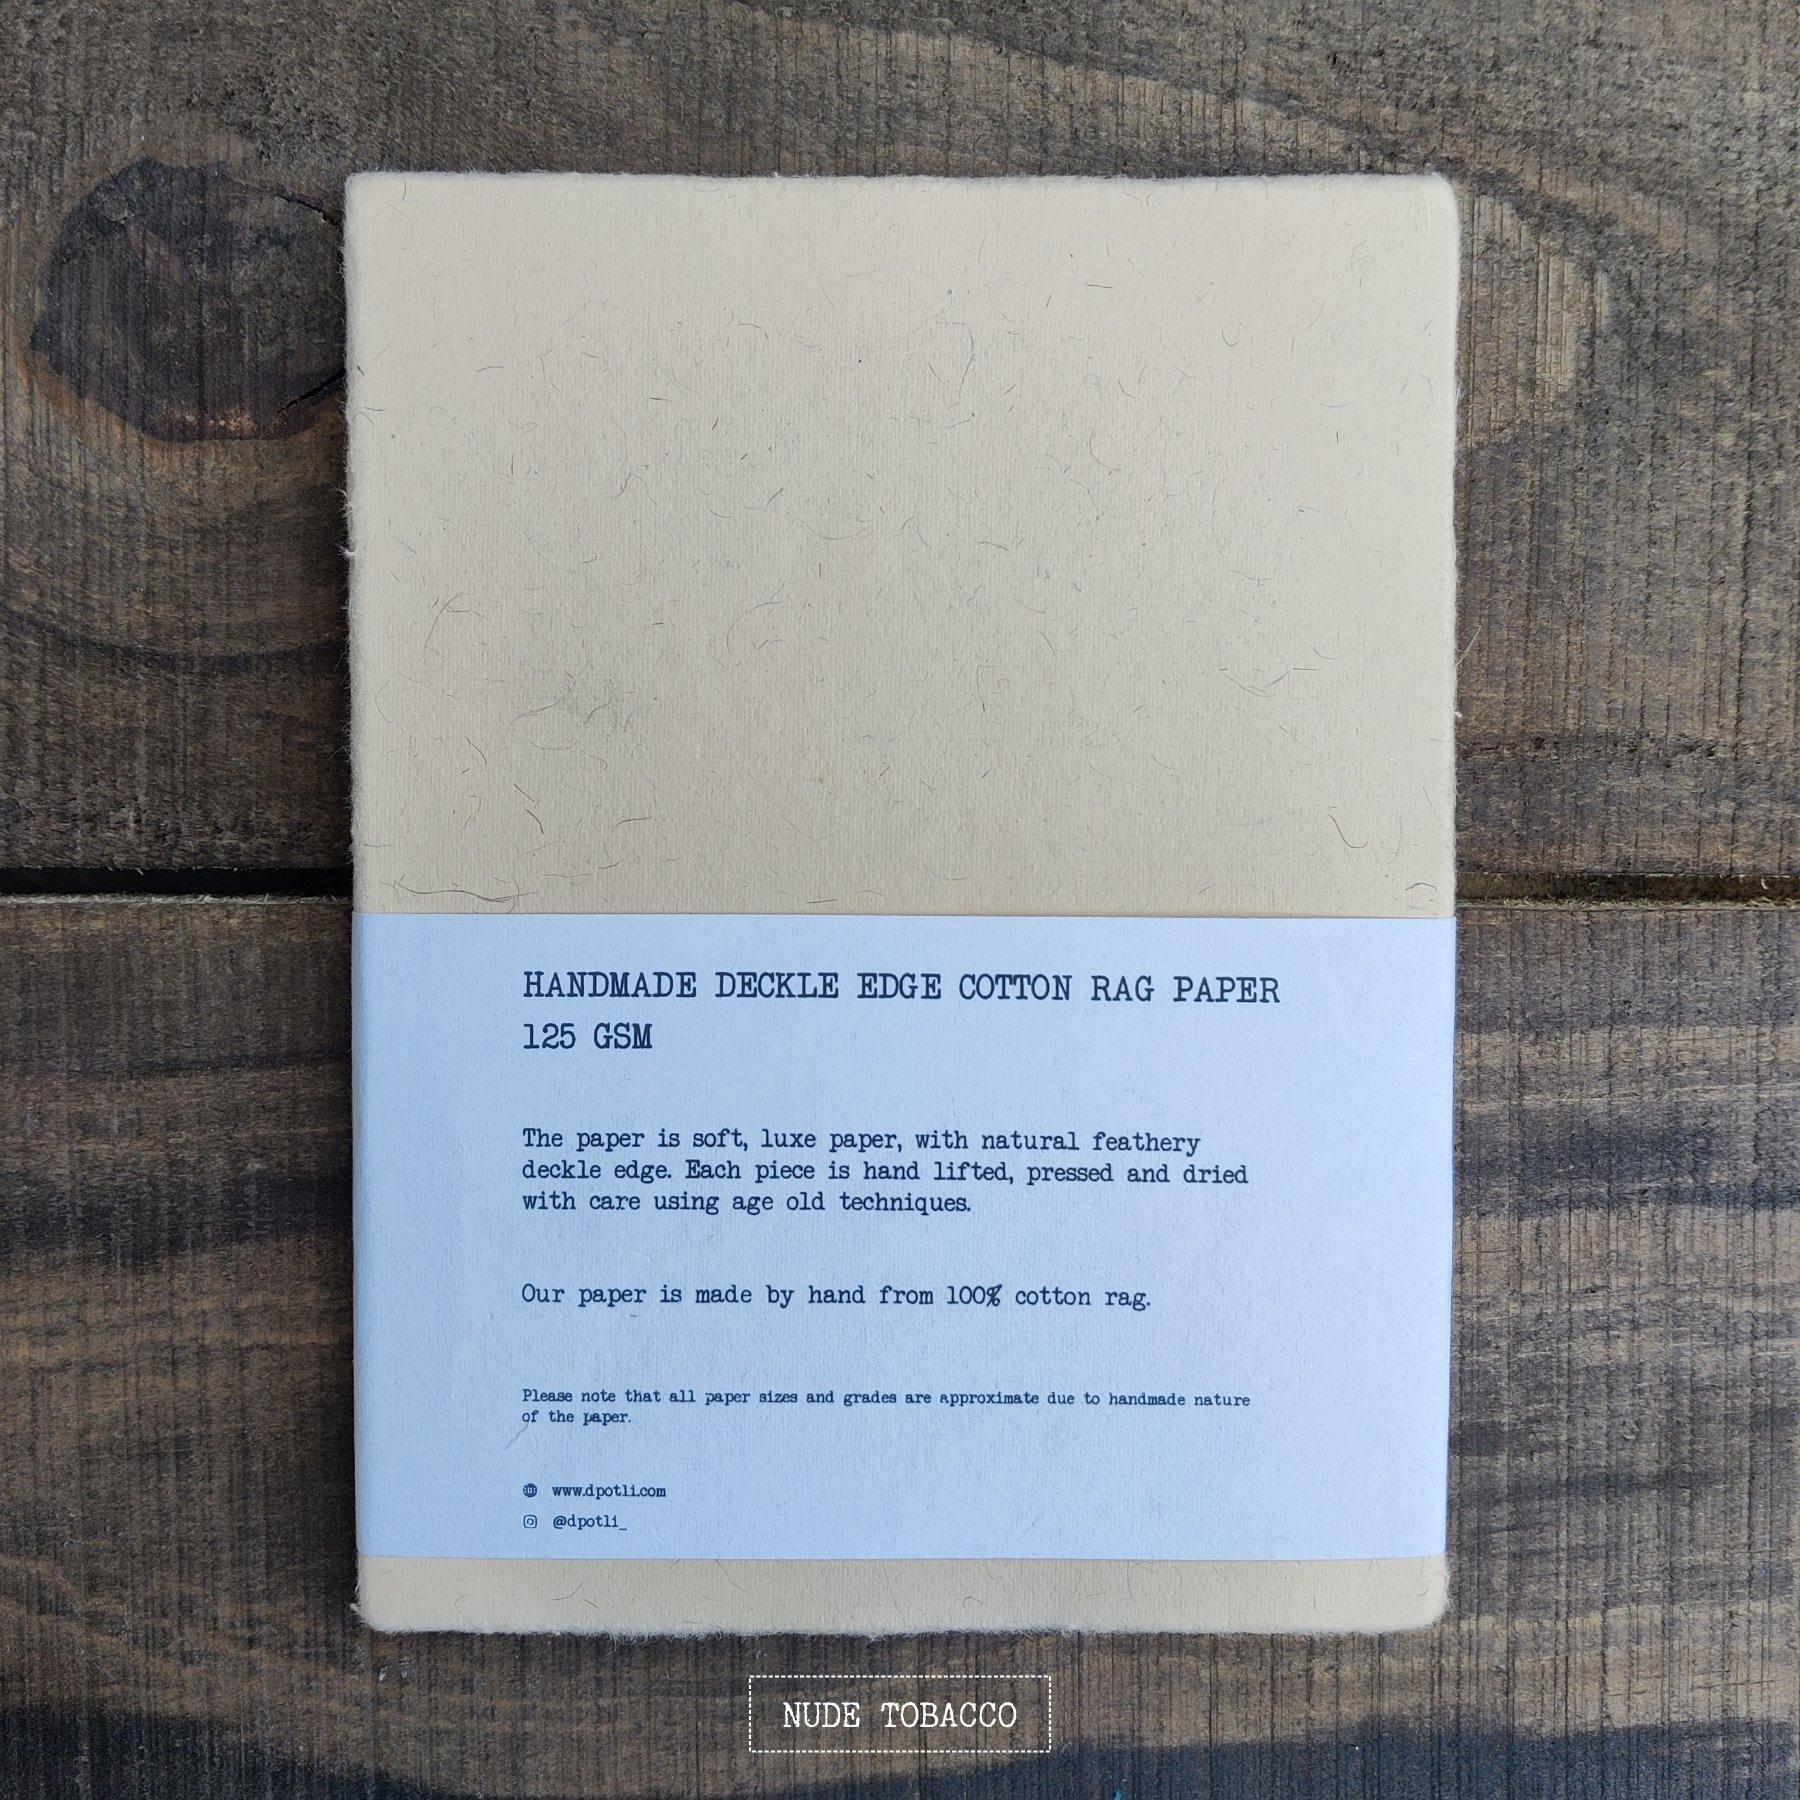 HANDMADE DECKLE EDGE COTTON RAG PAPER
125 GSM
The paper is soft, luxe paper, with natural feathery
deckle edge. Each piece is hand lifted, pressed and dried
with care using age old techniques.
Our paper is made by hand from 100% cotton rag.
Please note that all paper sizes and grades are approximate due to handmade nature
of the paper.
www.dpotli.com
@dpotli_
NUDE TOBACCO